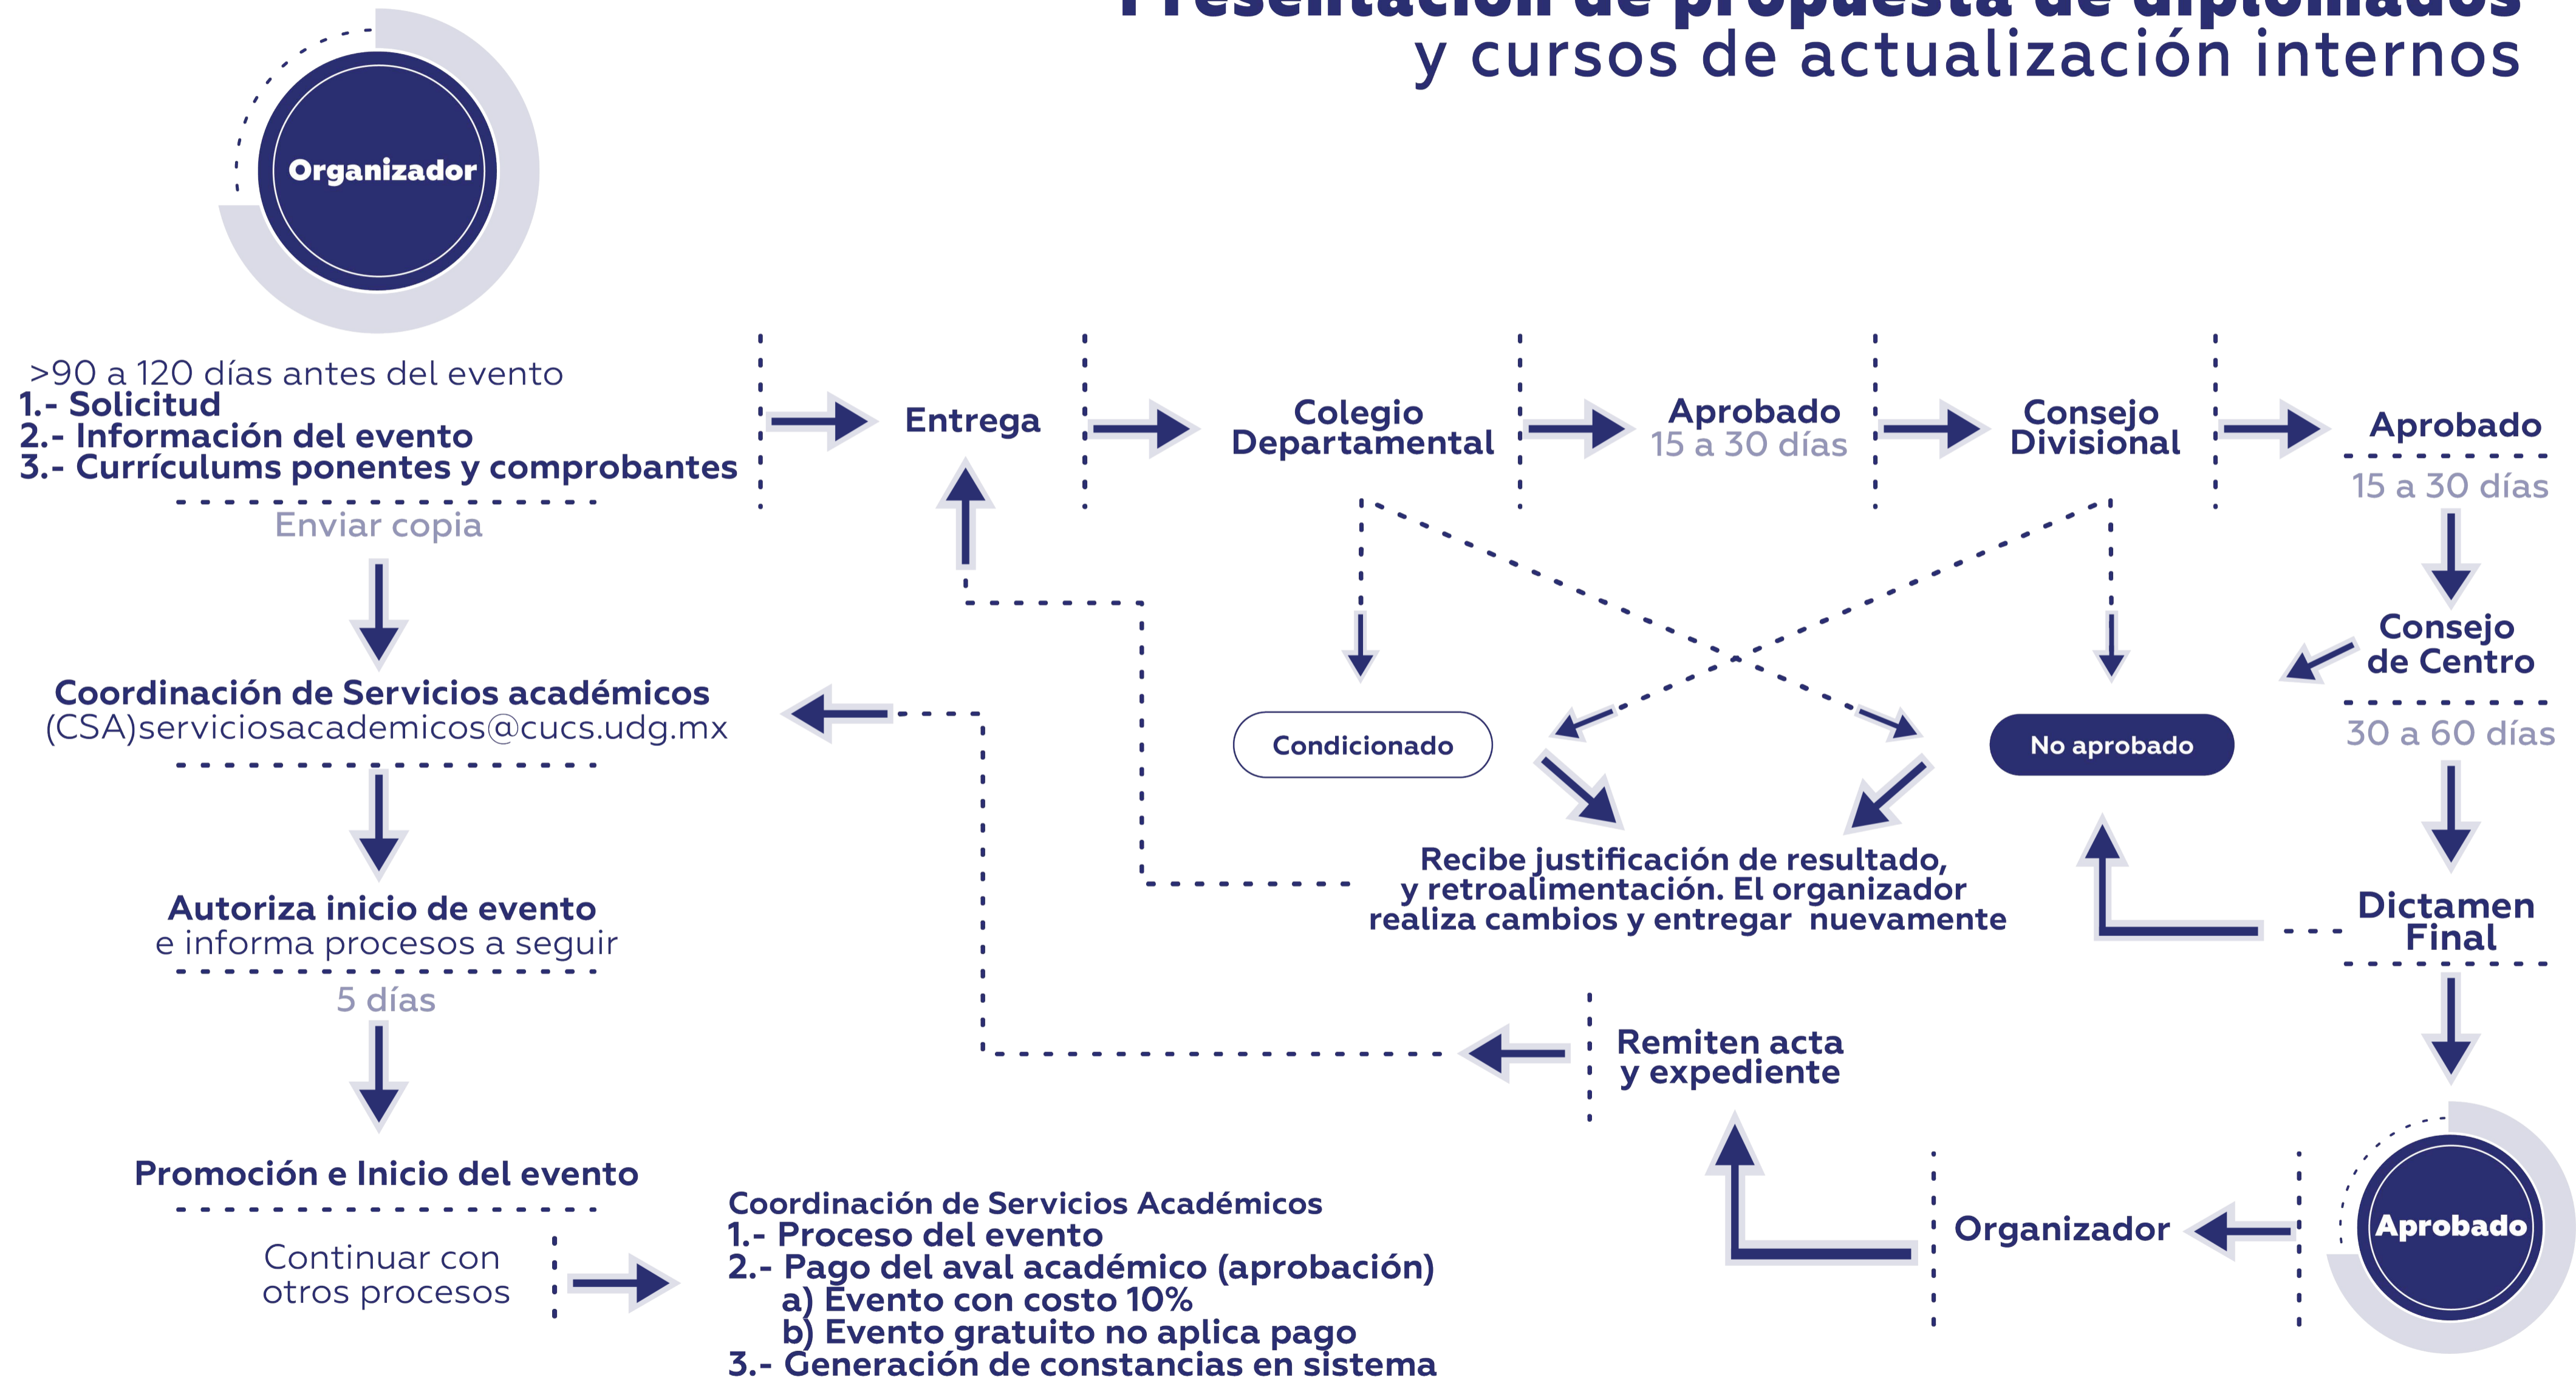 Presentación de propuesta de diplomados
y cursos de actualización internos
Organizador
>90 a 120 días antes del evento
1.- Solicitud
2.- Información del evento
3.- Currículums ponentes y comprobantes
Enviar copia
Coordinación de Servicios académicos
(CSA)serviciosacademicos@cucs.udg.mx
Autoriza inicio de evento
e informa procesos a seguir
5 días
Promoción e Inicio del evento
Continuar con
otros procesos
Entrega
Colegio
Departamental
Aprobado
15 a 30 días
Consejo
Divisional
Aprobado
15 a 30 días
Consejo
de Centro
30 a 60 días
Condicionado
No aprobado
Recibe justificación de resultado,
y retroalimentación. El organizador
realiza cambios y entregar nuevamente
Dictamen
Final
Aprobado
Organizador
Remiten acta
y expediente
Coordinación de Servicios Académicos
1.- Proceso del evento
2.- Pago del aval académico (aprobación)
a) Evento con costo 10%
b) Evento gratuito no aplica pago
3.- Generación de constancias en sistema